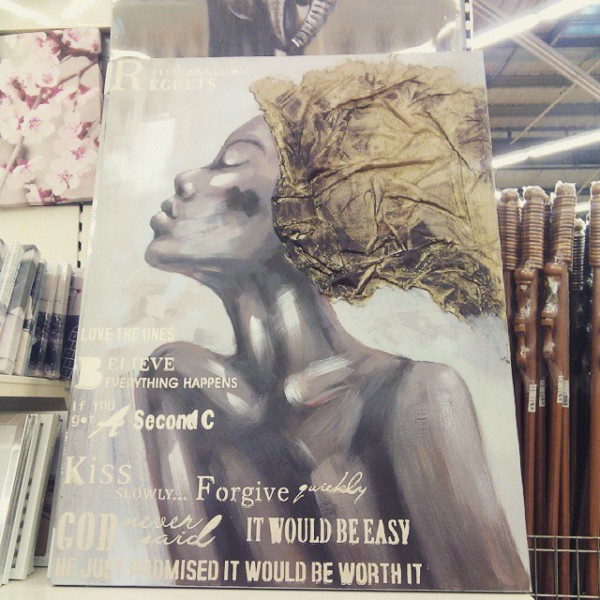 REGRETS
LOVE THE ONES
BELIEVE
EVERYTHING HAPPENS
If YOU
get A Second C
Kiss
SLOWLY... Forgive quickly
GOD never said IT WOULD BE EASY
HE JUST PROMISED IT WOULD BE WORTH IT